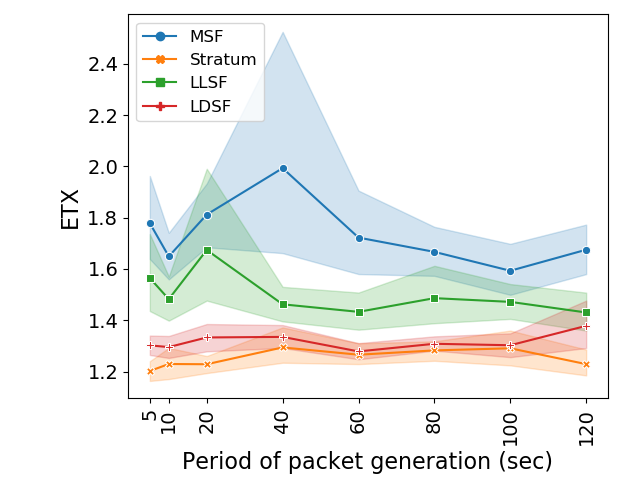 MSF
Stratum
LLSF
LDSF
2.4
2.2
2.0
1.8
1.6
1.4
1.2
ETX
5
10
20
40
60
80
100
120
Period of packet generation (sec)